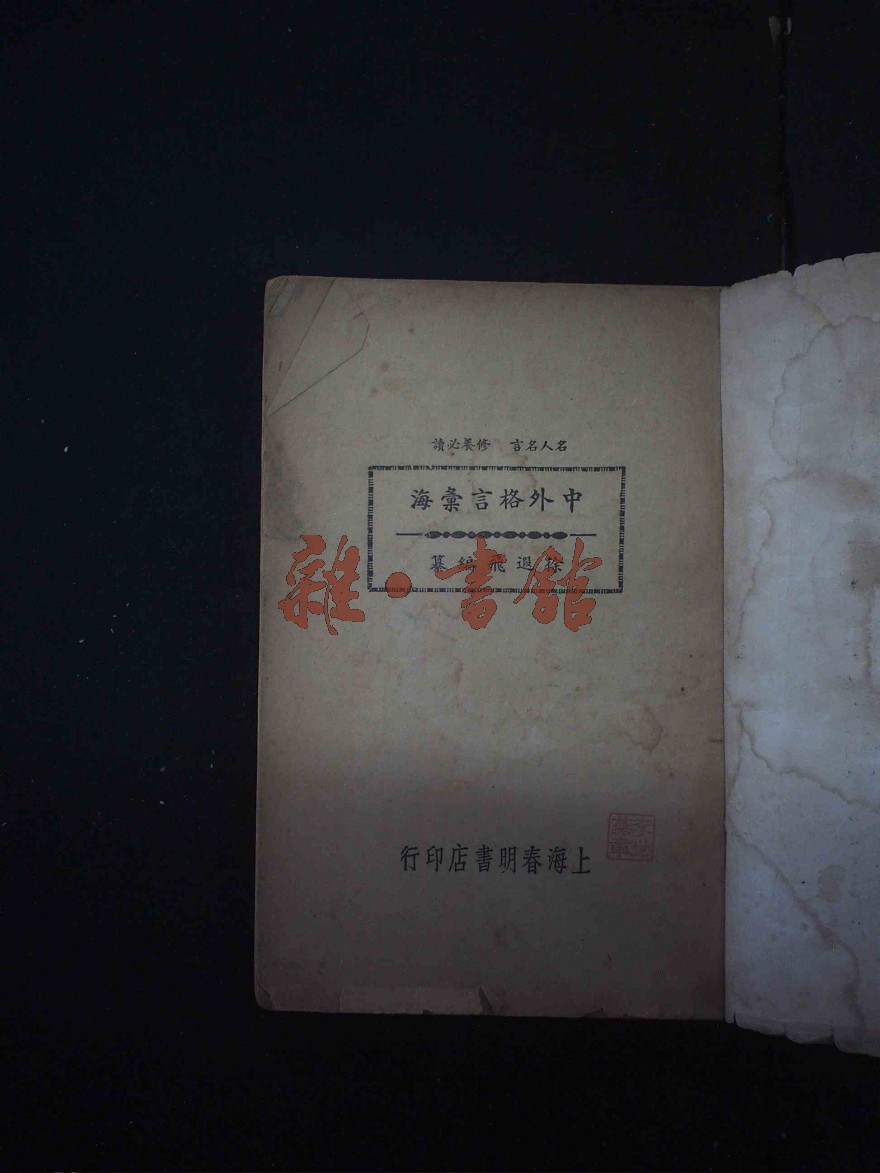 名人名言 修養必讀
中外格言彙海
徐遐飛編纂
雜·書館
上海春明書店印行